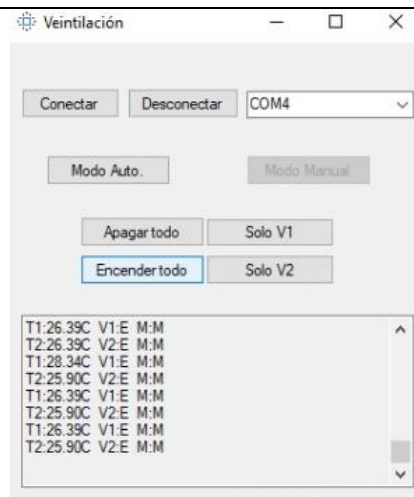 Veintilación
Conectar Desconectar COM4
Modo Auto. Modo Manual
Apagar todo Solo V1
Encender todo Solo V2
T1:26.39C V1:E M:M
T2:26.39C V2:E M:M
T1:28.34C V1:E M:M
T2:25.90C V2:E M:M
T1:26.39C V1:E M:M
T2:25.90C V2:E M:M
T1:26.39C V1:E M:M
T2:25.90C V2:E M:M